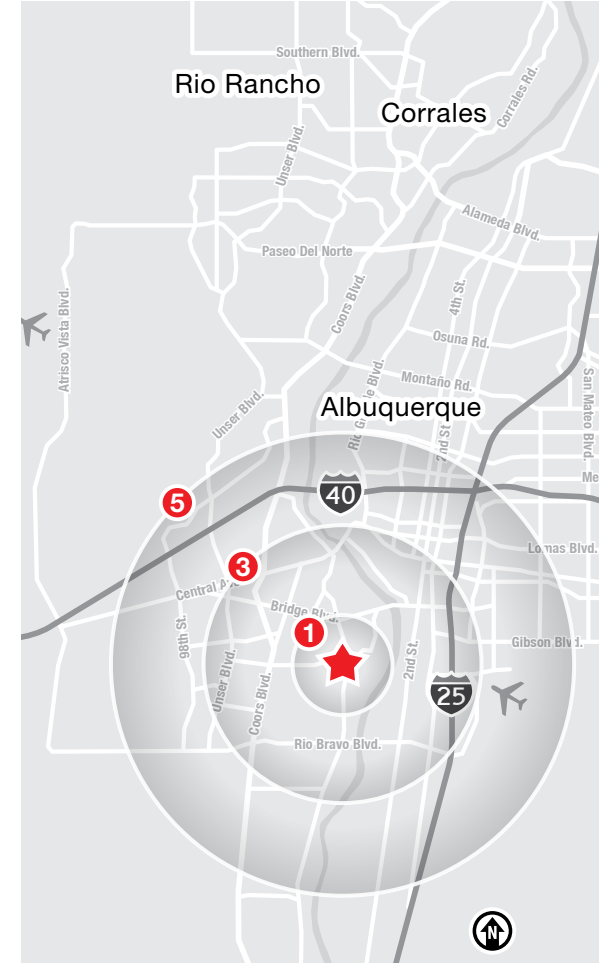 Southern Blvd.
Rio Rancho
Corrales
Corrales Rd.
Unser Blvd.
Alameda Blvd.
Paseo Del Norte
Atrisco Vista Blvd.
Coors Blvd.
4th St.
Osuna Rd.
Montaño Rd.
San Mateo Blvd.
Unser Blvd.
Albuquerque
2nd St.
Me
40
5
Lomas Blvd.
3
Central
Bridge Blvd.
1
98th St.
Unser Blvd.
Coors Blvd.
2nd St.
Gibson Blvd.
25
Rio Bravo Blvd.
N